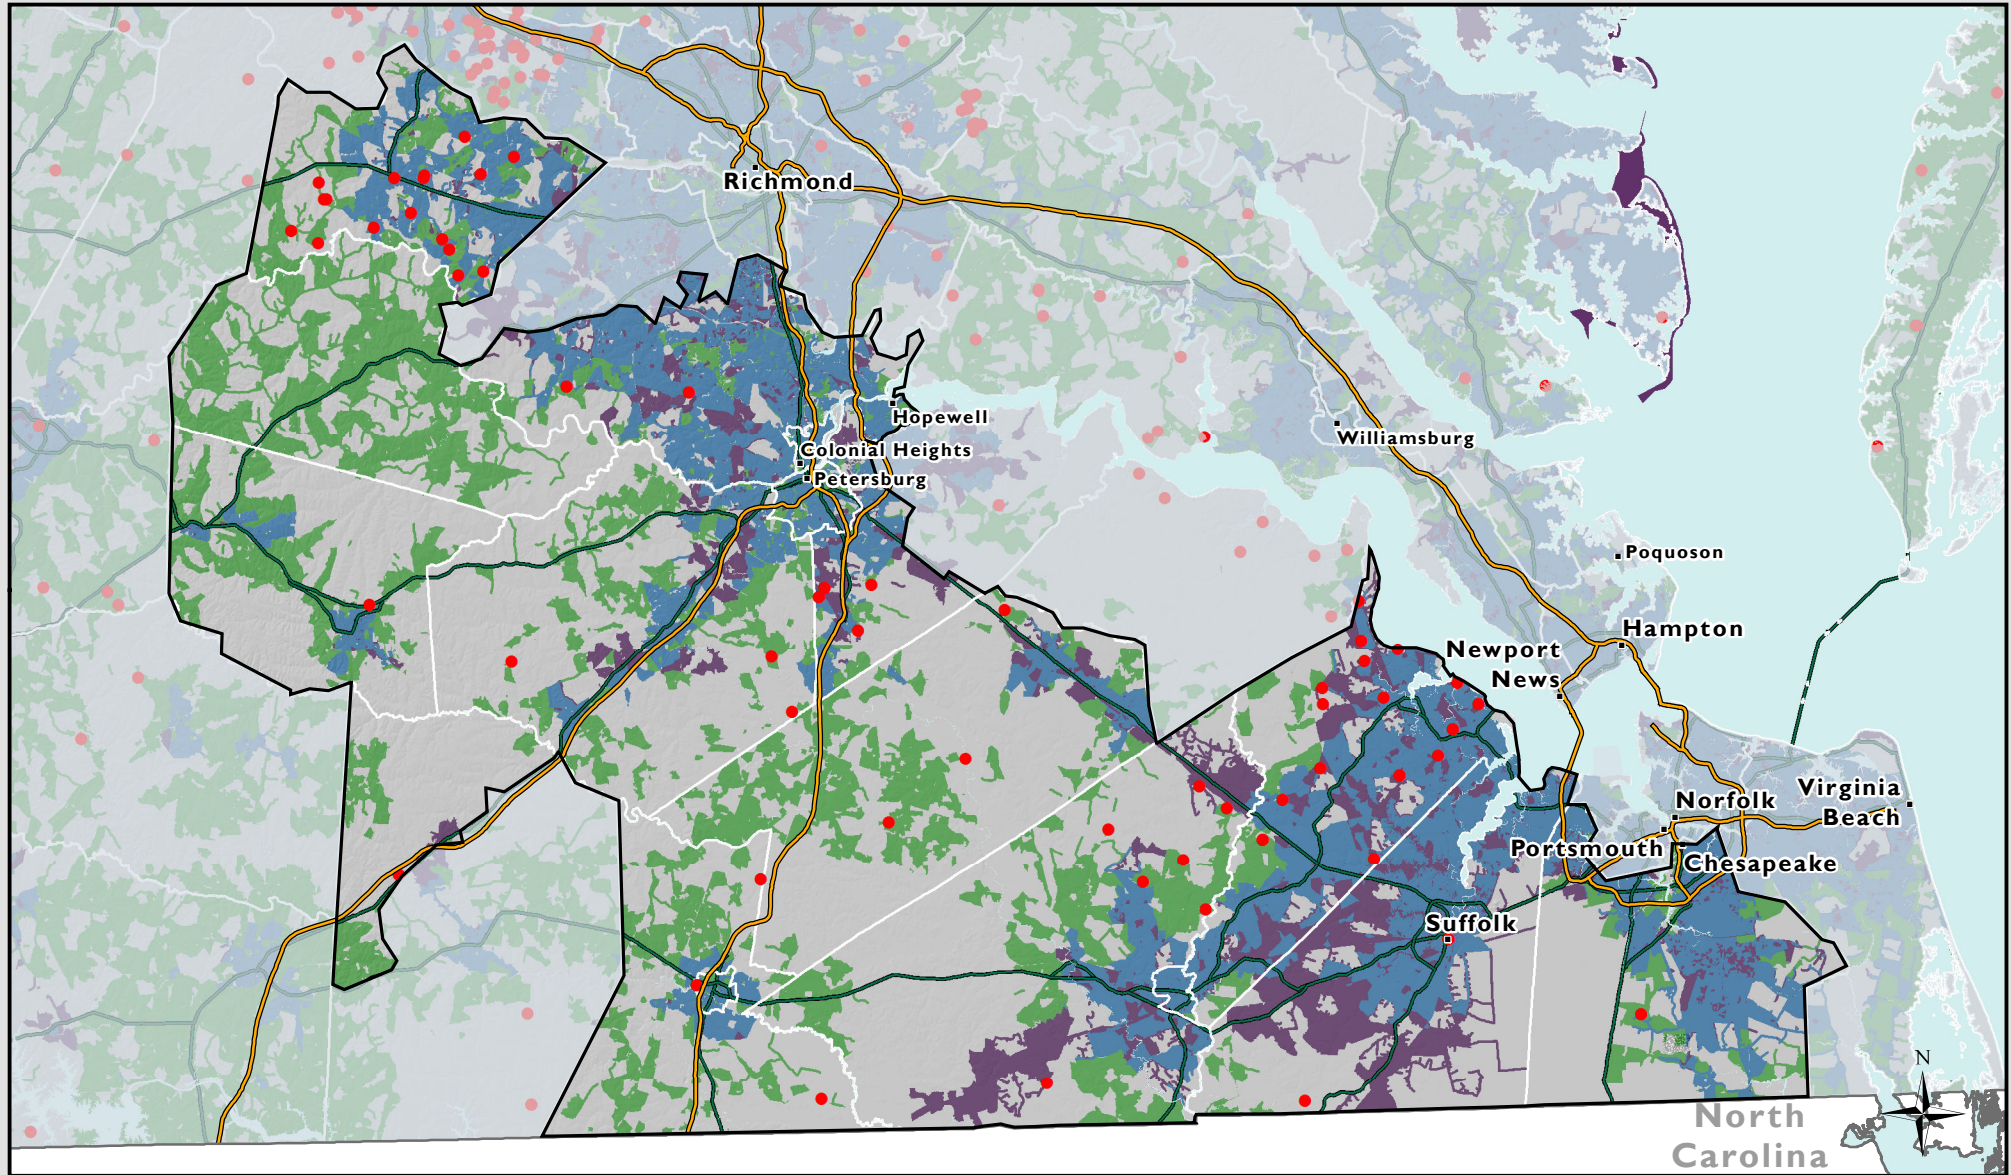 Richmond
Hopewell
Colonial Heights
Petersburg
Williamsburg
Poquoson
Hampton
Newport
News
Norfolk
Virginia
Beach
Portsmouth
Chesapeake
Suffolk
N
North
Carolina